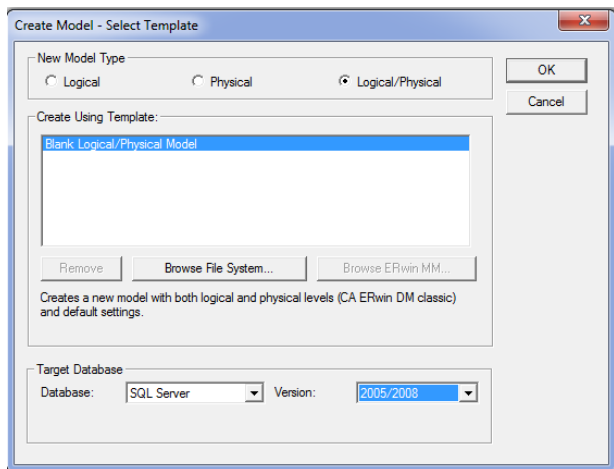 Create Model - Select Template
New Model Type
Logical
Physical
Logical/Physical
OK
Cancel
Create Using Template:
Blank Logical/Physical Model
Remove
Browse File System...
Browse ERwin MM...
Creates a new model with both logical and physical levels (CA ERwin DM classic)
and default settings.
Target Database
Database:
SQL Server
Version:
2005/2008